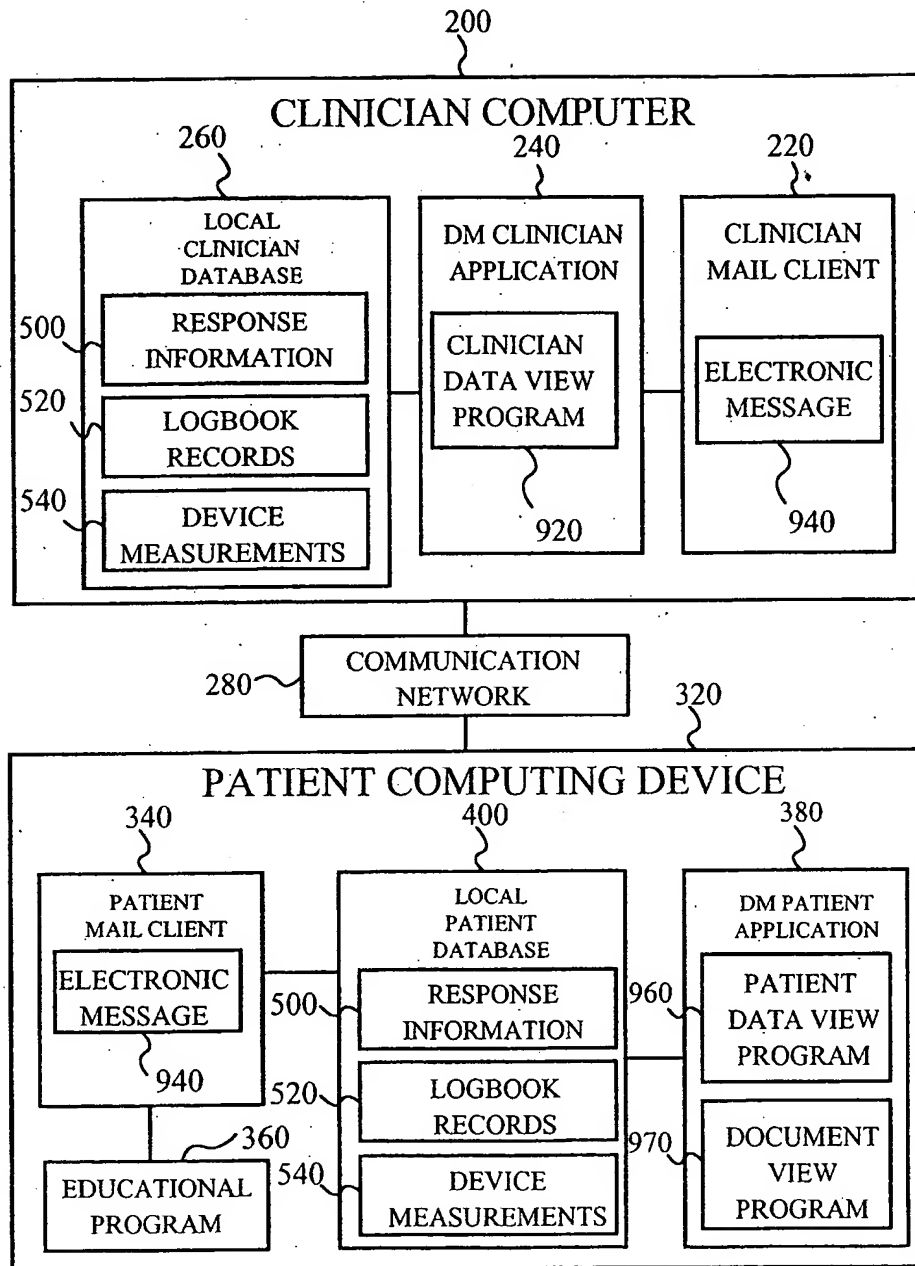 200
CLINICIAN COMPUTER
260
240
220
LOCAL
CLINICIAN
DATABASE
500
RESPONSE
INFORMATION
520
LOGBOOK
RECORDS
540
DEVICE
MEASUREMENTS
DM CLINICIAN
APPLICATION
CLINICIAN
DATA VIEW
PROGRAM
920
CLINICIAN
MAIL CLIENT
ELECTRONIC
MESSAGE
940
280
COMMUNICATION
NETWORK
320
PATIENT COMPUTING DEVICE
340
400
380
PATIENT
MAIL CLIENT
ELECTRONIC
MESSAGE
940
360
EDUCATIONAL
PROGRAM
LOCAL
PATIENT
DATABASE
500
RESPONSE
INFORMATION
520
LOGBOOK
RECORDS
540
DEVICE
MEASUREMENTS
DM PATIENT
APPLICATION
960
PATIENT
DATA VIEW
PROGRAM
970
DOCUMENT
VIEW
PROGRAM